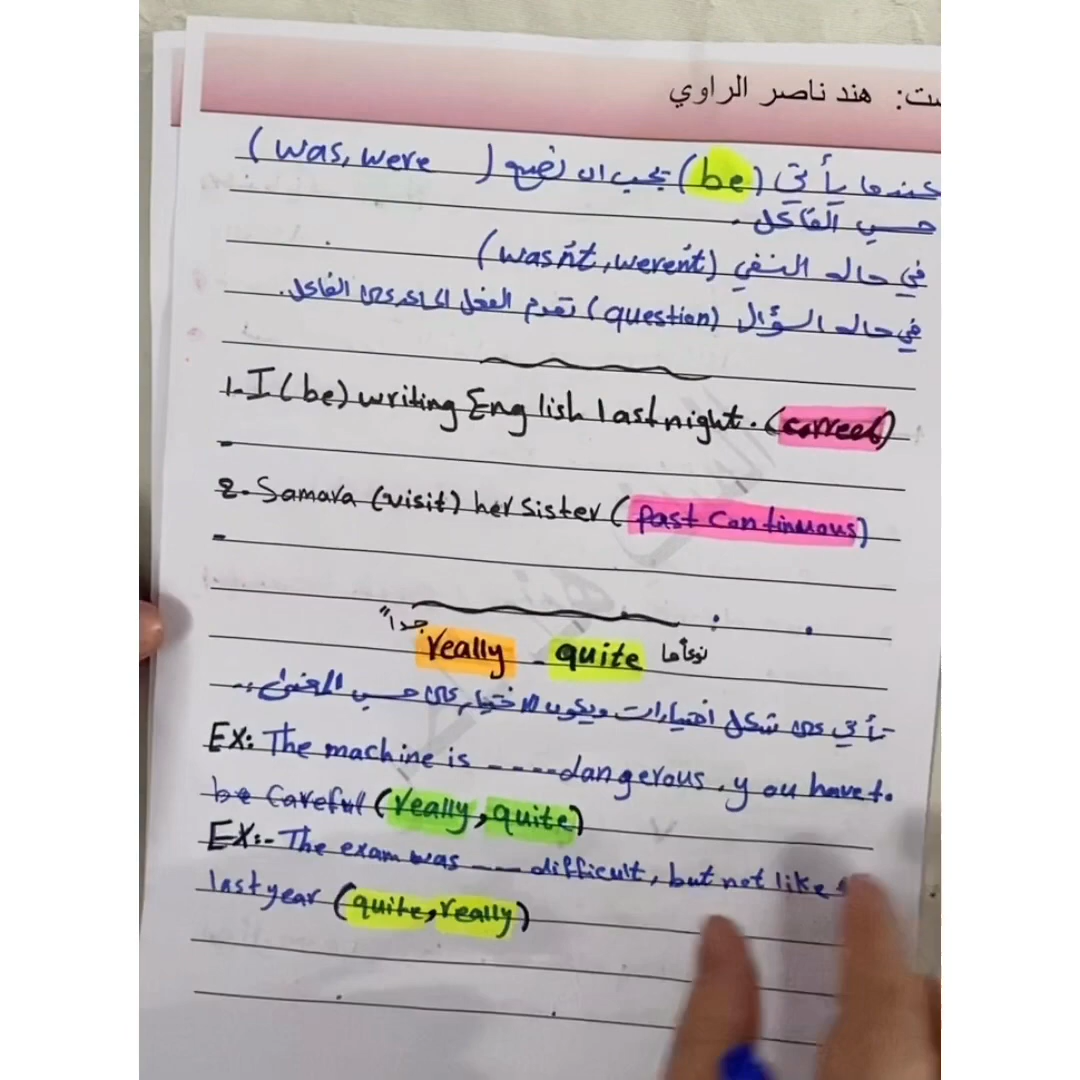 ست: هند ناصر الراوي
عندما يأتي (be) يجب ان نضع (was, were)
حسب الفاعل.
في حاله النفي (wasn't, weren't)
في حاله السؤال (question) تقدم الفعل المساعد على الفاعل.
1. I (be) writing English last night. (correct)
-
2. Samara (visit) her sister (past continuous)
-
جداً really - quite نوعاً ما
تأتي على شكل اختيارات ويكون الاختيار على حسب المعنى
EX: The machine is ---- dangerous. you have to
be careful (really, quite)
EX:- The exam was --- difficult, but not like
last year (quite, really)